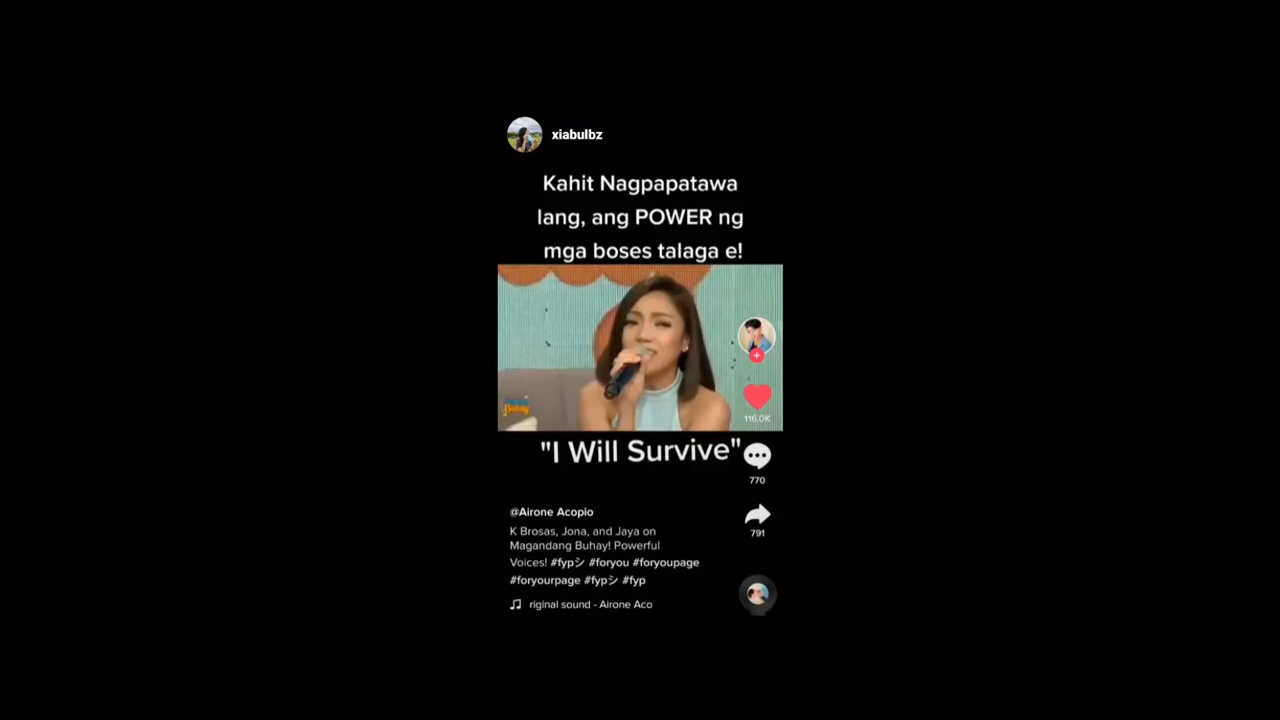 xiabulbz
Kahit Nagpapatawa
lang, ang POWER ng
mga boses talaga e!
Buhay
116.0K
"I Will Survive"
770
@Airone Acopio
791
K Brosas, Jona, and Jaya on
Magandang Buhay! Powerful
Voices! #fypシ #foryou #foryoupage
#foryourpage #fypシ #fyp
riginal sound - Airone Aco